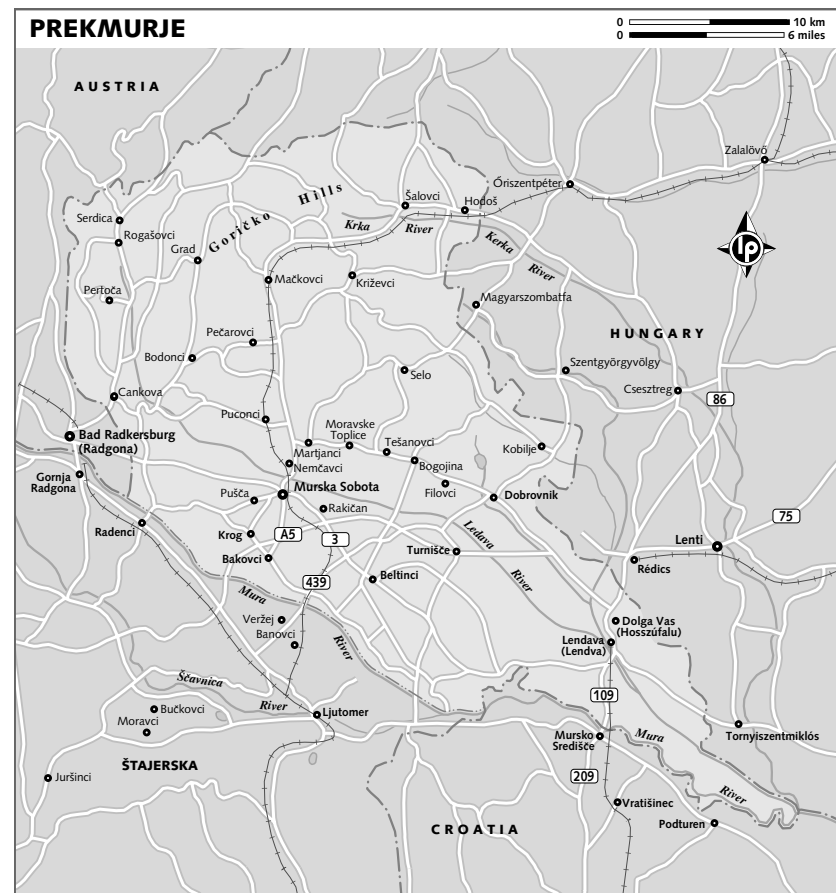 PREKMURJE
0 10 km
0 6 miles
AUSTRIA
Zalalövő
Őriszentpéter
Šalovci
Hodoš
Goričko Hills
Serdica
Krka River
Rogašovci
Grad
Kerka River
lp
Mačkovci
Križevci
Pertoča
Magyarszombatfa
HUNGARY
Pečarovci
Bodonci
Szentgyörgyvölgy
Selo
Csesztreg
86
Cankova
Puconci
Moravske
Toplice
Bad Radkersburg
(Radgona)
Martjanci
Tešanovci
Kobilje
Nemčavci
Bogojina
Gornja
Radgona
Murska Sobota
Filovci
Dobrovnik
Pušča
Rakičan
75
Radenci
Krog
A5
3
Ledava River
Lenti
Turnišče
Bakovci
Rédics
439
Beltinci
Mura River
Veržej
Dolga Vas
(Hosszúfalu)
Banovci
Lendava
(Lendva)
Ščavnica River
109
Bučkovci
Ljutomer
Moravci
Mursko
Središče
Mura River
Tornyiszentmiklós
ŠTAJERSKA
Juršinci
209
Vratišinec
Podturen
CROATIA